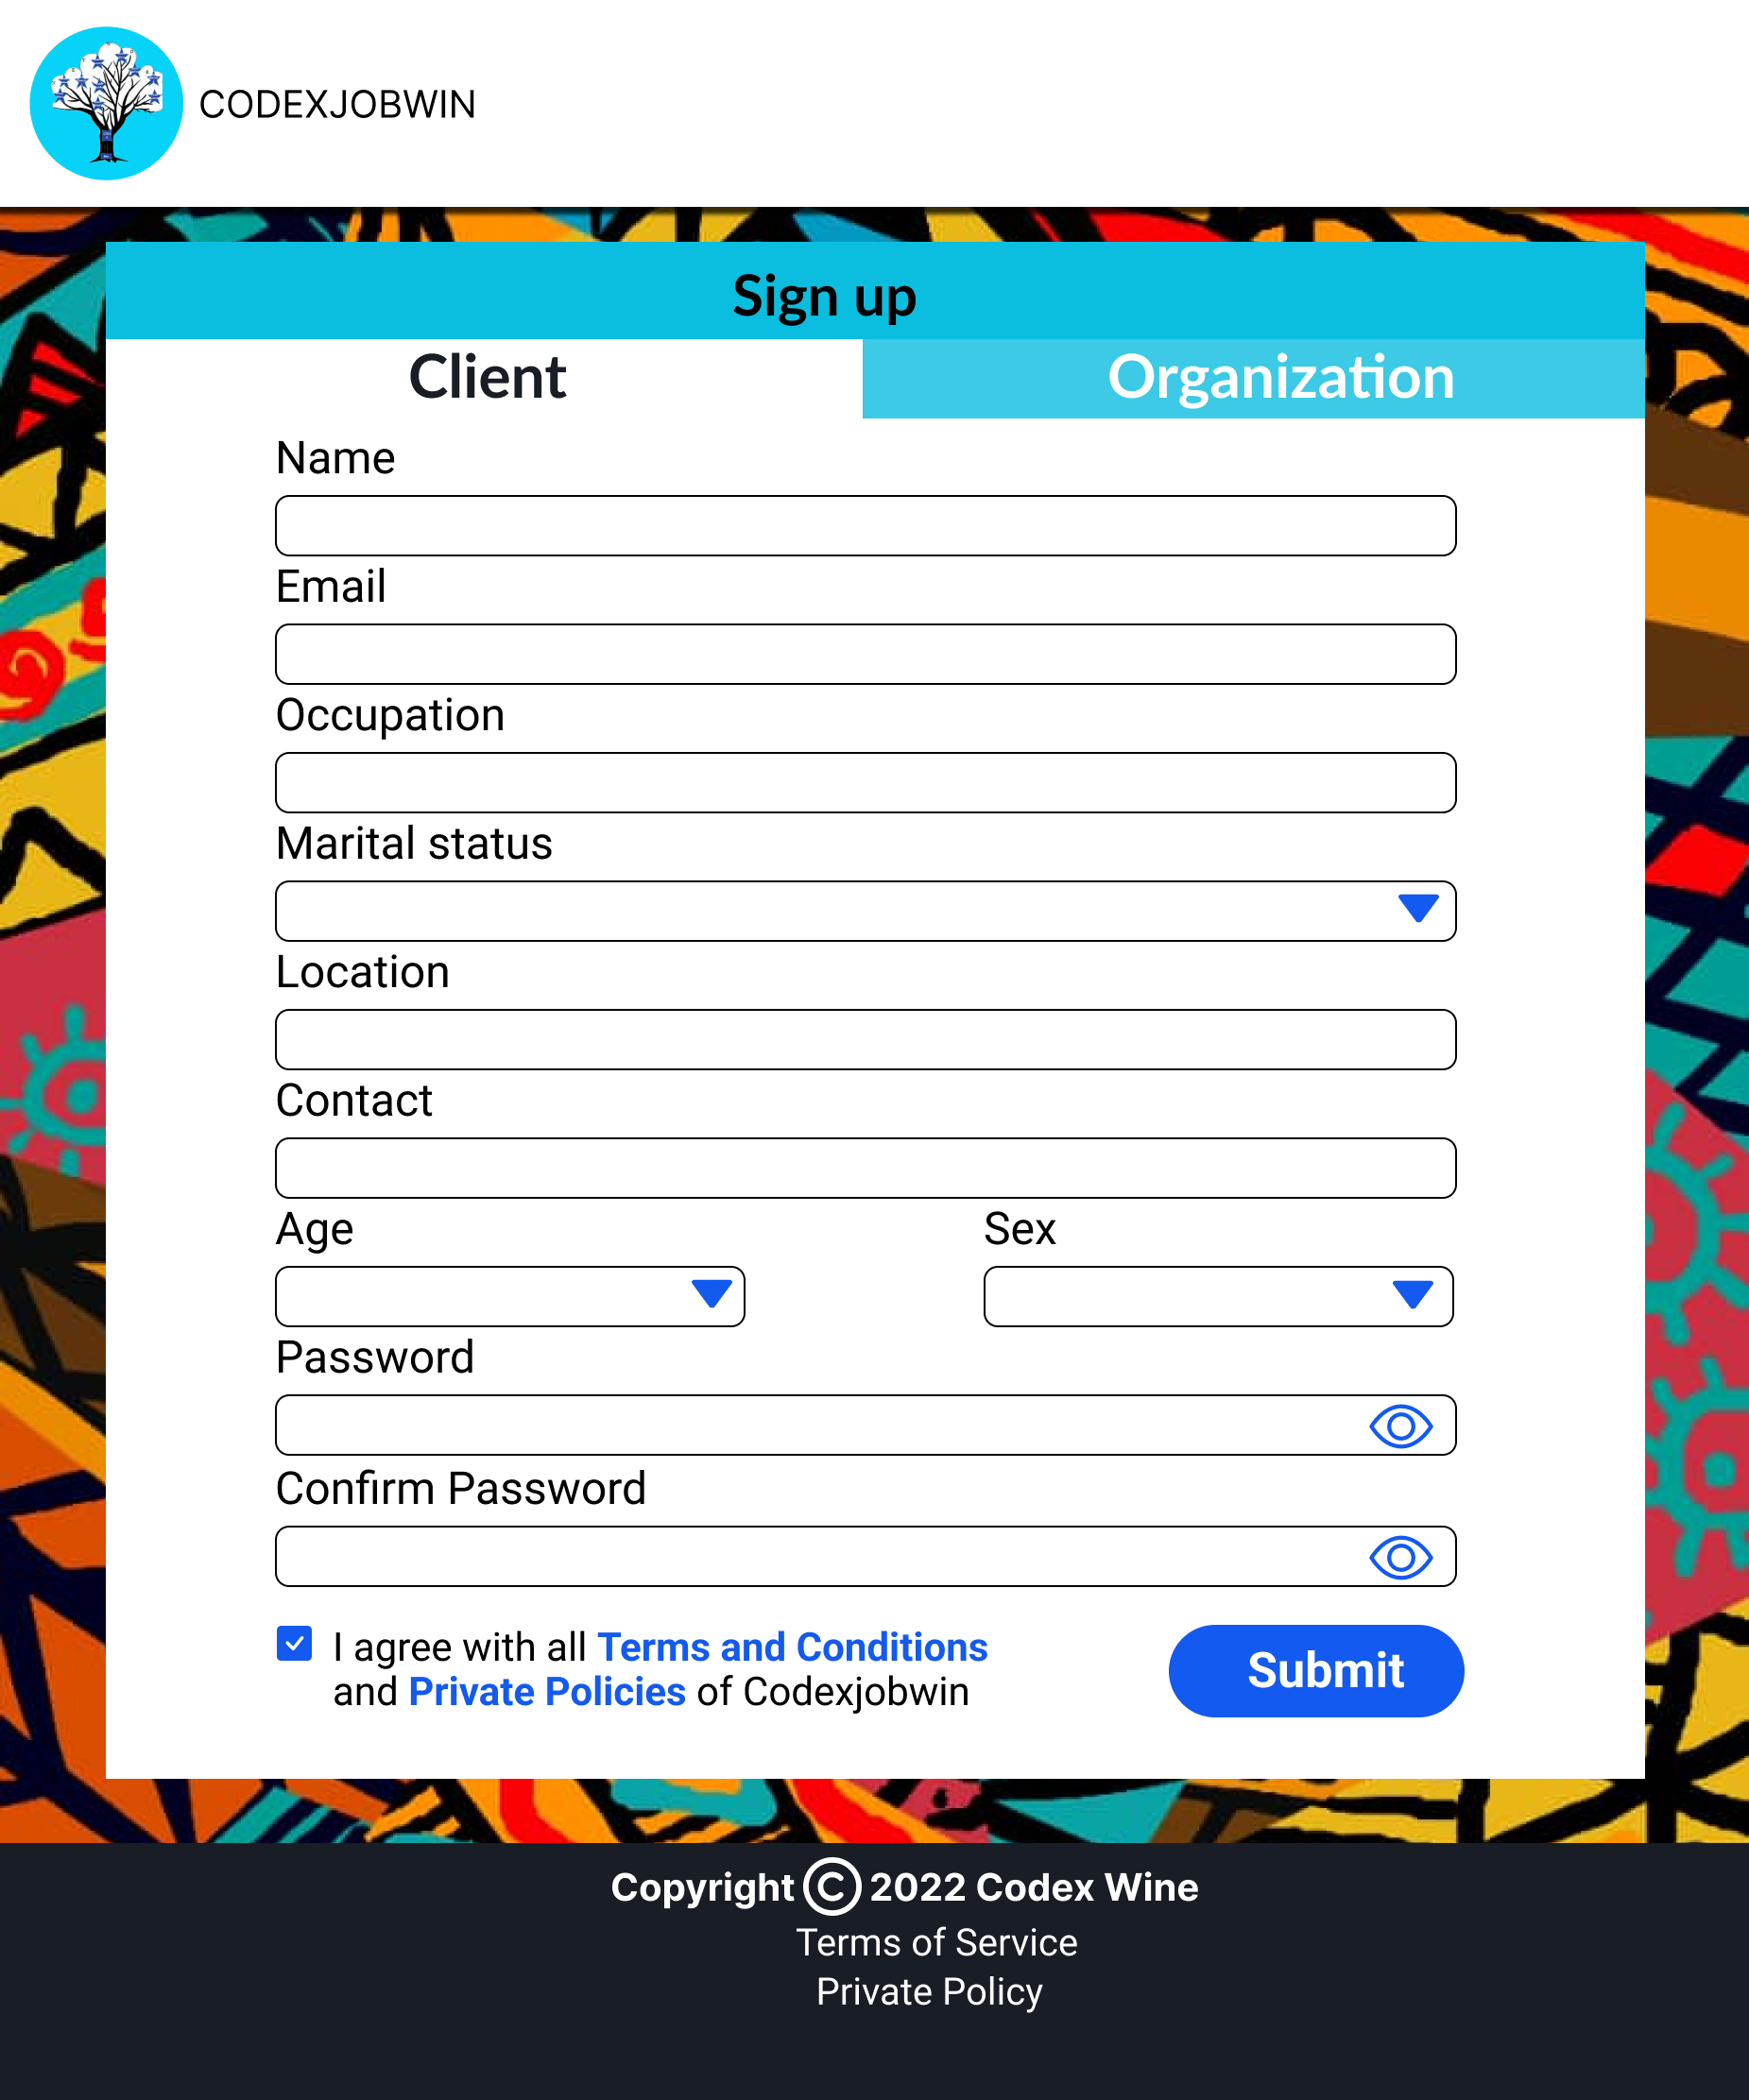 CODEXJOBWIN
Sign up
Client
Organization
Name
Email
Occupation
Marital status
Location
Contact
Age
Sex
Password
Confirm Password
I agree with all Terms and Conditions
and Private Policies of Codexjobwin
Submit
Copyright © 2022 Codex Wine
Terms of Service
Private Policy